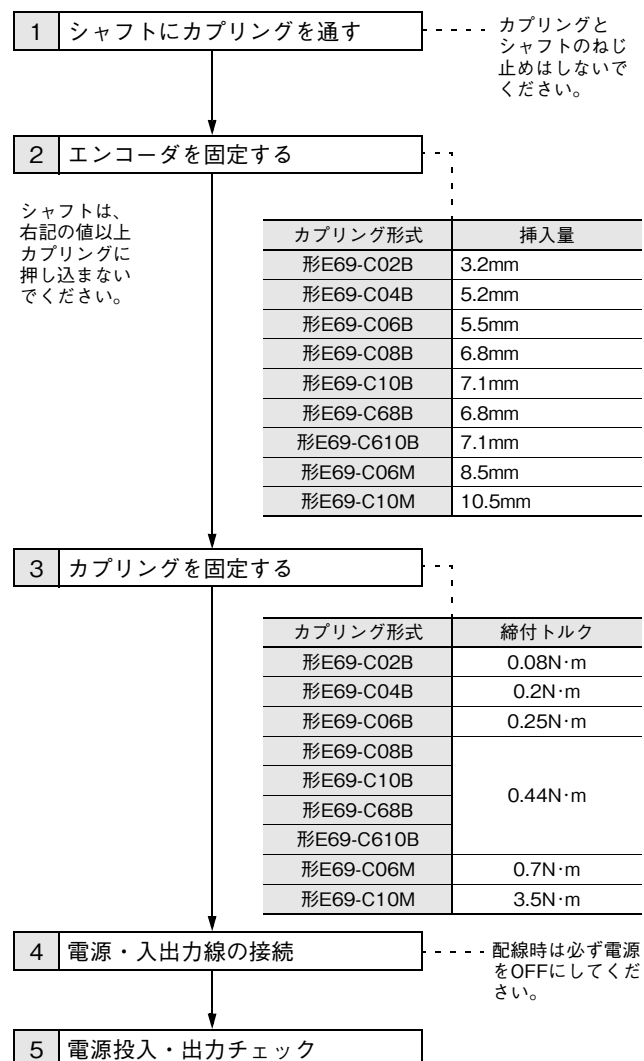 1 シャフトにカプリングを通す
カプリングと
シャフトのねじ
止めはしないで
ください。
2 エンコーダを固定する
シャフトは、
右記の値以上
カプリングに
押し込まない
でください。
カプリング形式 挿入量
形E69-C02B 3.2mm
形E69-C04B 5.2mm
形E69-C06B 5.5mm
形E69-C08B 6.8mm
形E69-C10B 7.1mm
形E69-C68B 6.8mm
形E69-C610B 7.1mm
形E69-C06M 8.5mm
形E69-C10M 10.5mm
3 カプリングを固定する
カプリング形式 締付トルク
形E69-C02B 0.08N·m
形E69-C04B 0.2N·m
形E69-C06B 0.25N·m
形E69-C08B
形E69-C10B
0.44N·m
形E69-C68B
形E69-C610B
形E69-C06M 0.7N·m
形E69-C10M 3.5N·m
4 電源・入出力線の接続
配線時は必ず電源
をOFFにしてくだ
さい。
5 電源投入・出力チェック